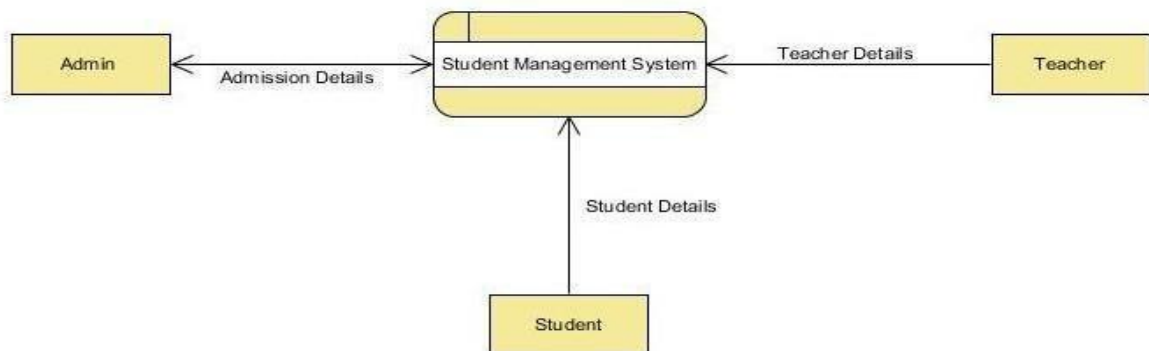 Admin
Admission Details
Student Management System
Teacher Details
Teacher
Student Details
Student